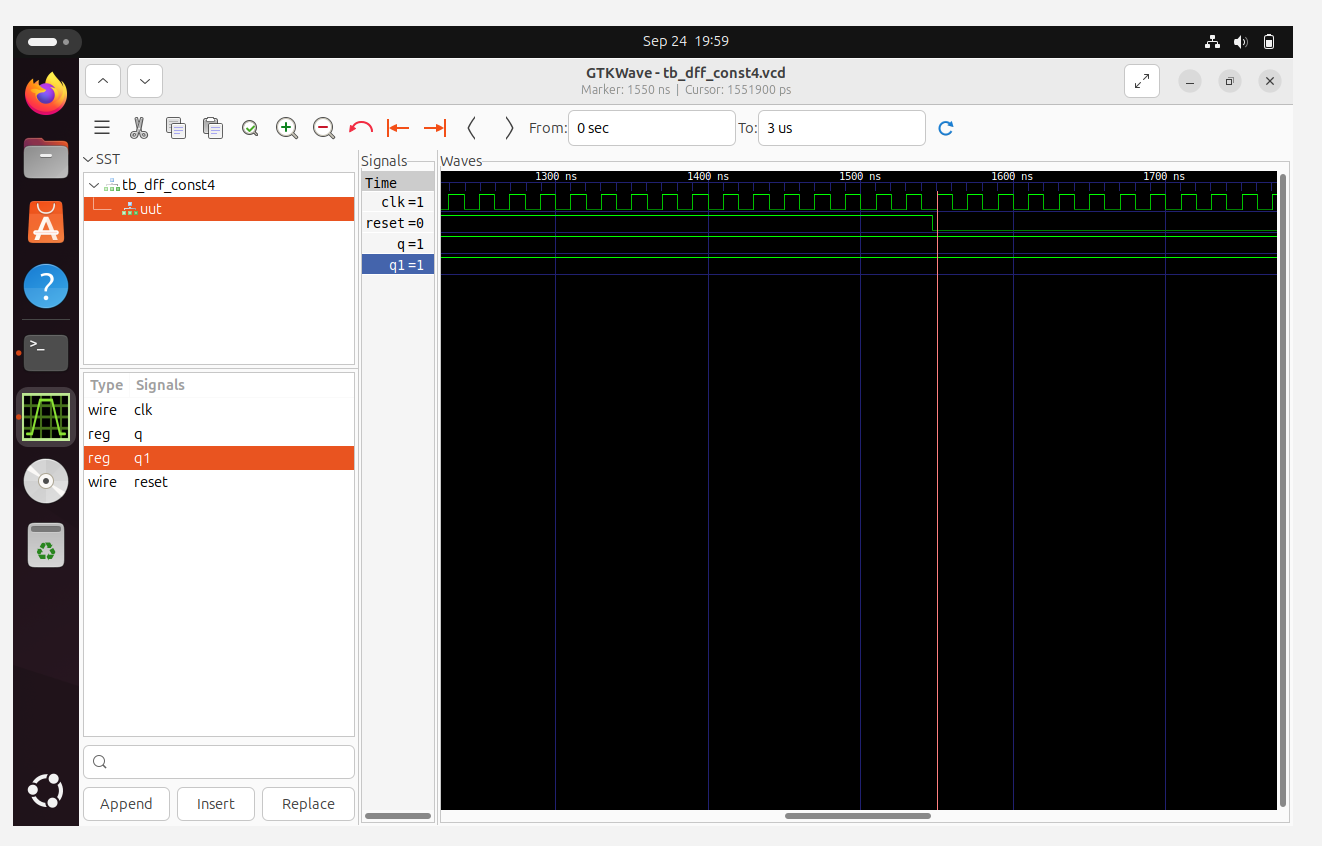 Sep 24 19:59
GTKWave - tb_dff_const4.vcd
Marker: 1550 ns | Cursor: 1551900 ps
From: 0 sec To: 3 us
SST
tb_dff_const4
uut
Type Signals
wire clk
reg q
reg q1
wire reset
Append Insert Replace
Signals
Time
clk=1
reset=0
q=1
q1=1
Waves
1300 ns 1400 ns 1500 ns 1600 ns 1700 ns
A
?
>_